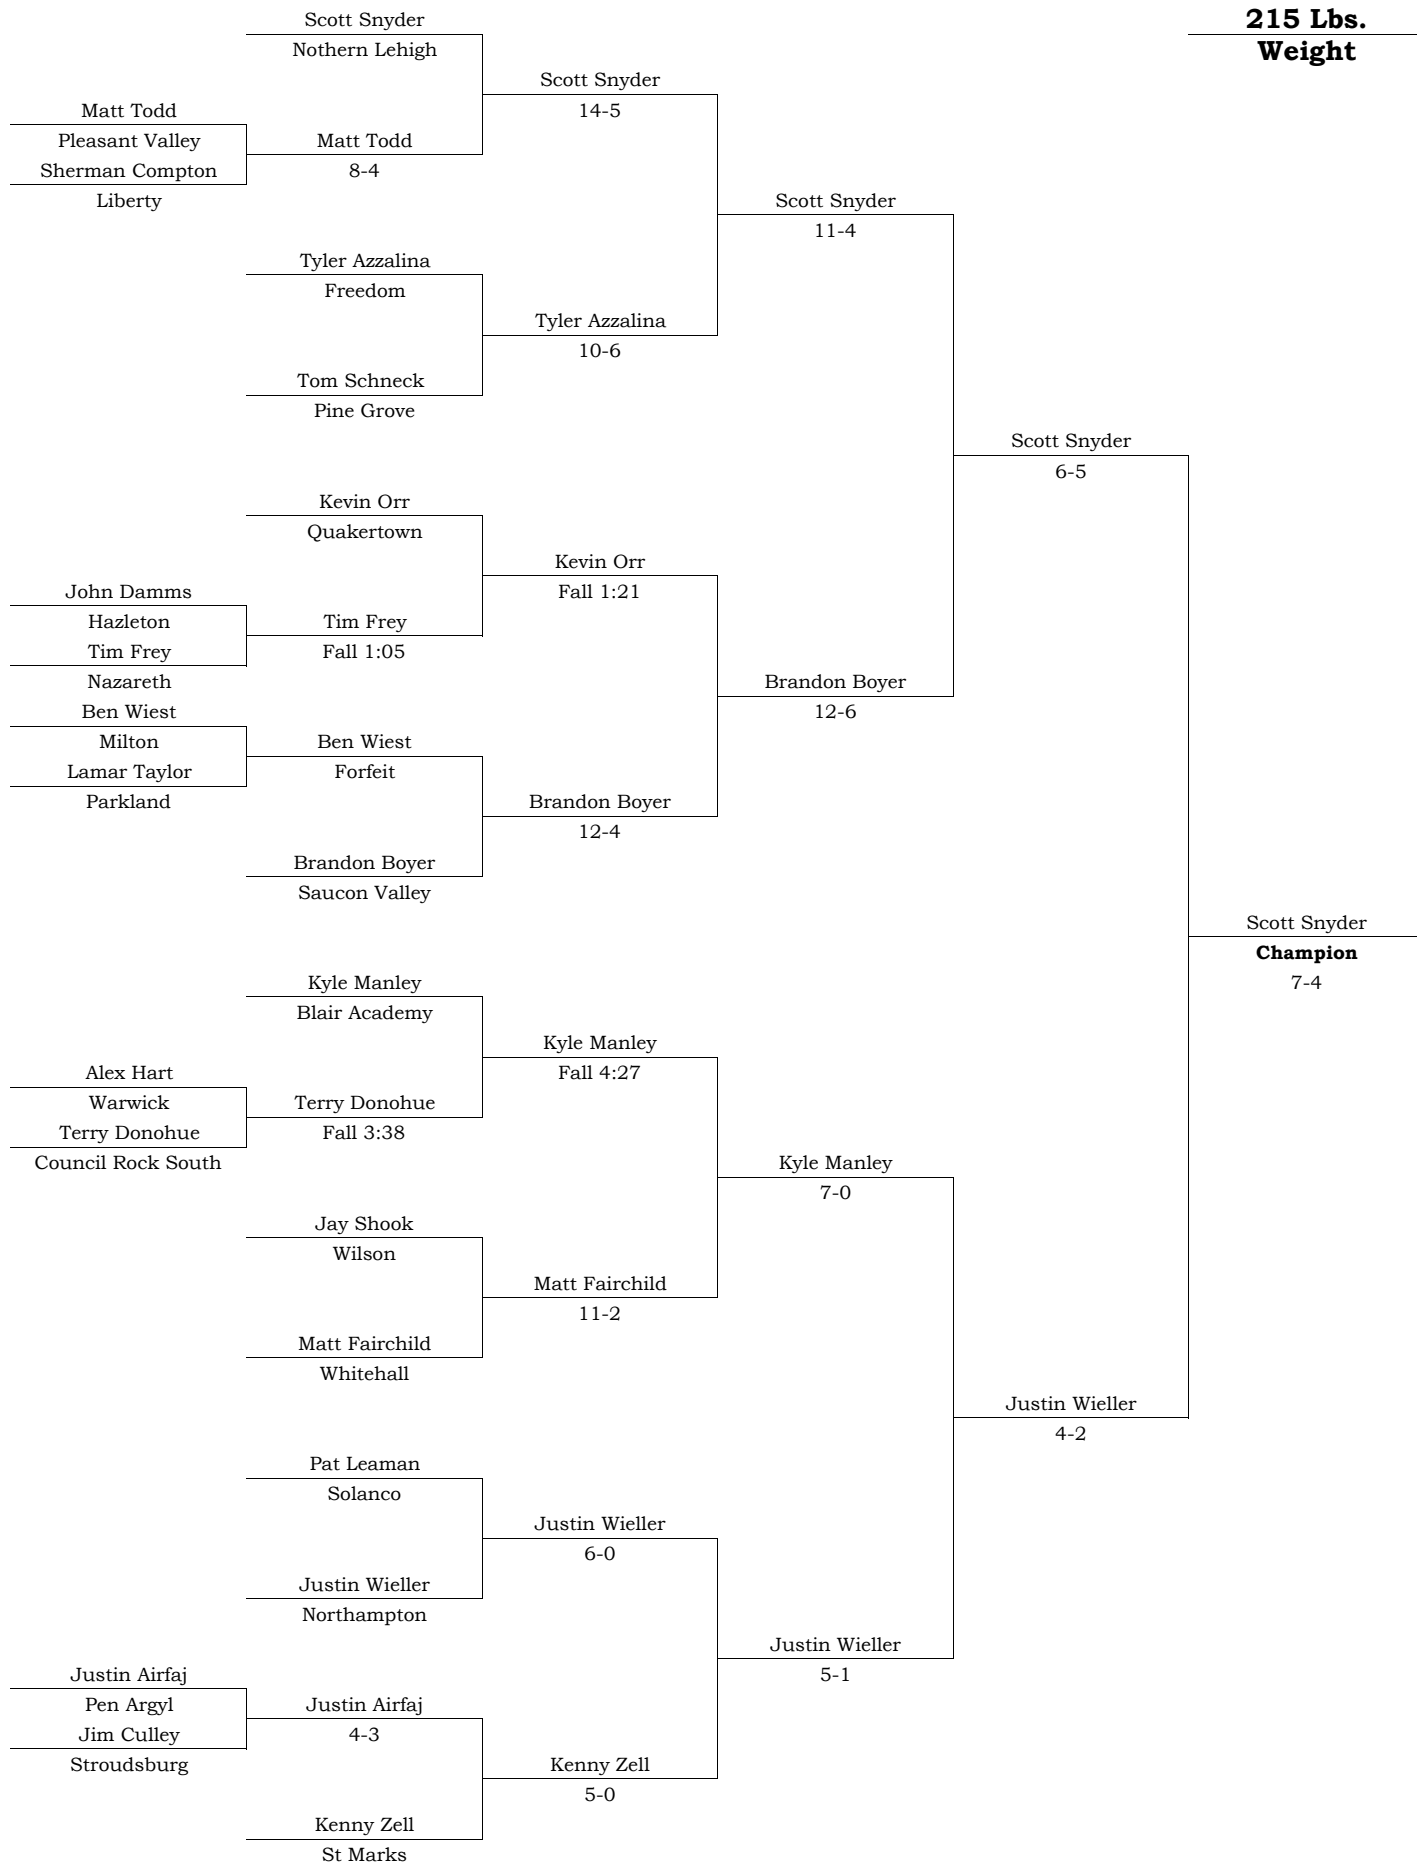 Scott Snyder
215 Lbs.
Nothern Lehigh
Weight
Scott Snyder
Matt Todd
14-5
Pleasant Valley
Matt Todd
Sherman Compton
8-4
Liberty
Scott Snyder
11-4
Tyler Azzalina
Freedom
Tyler Azzalina
10-6
Tom Schneck
Pine Grove
Scott Snyder
6-5
Kevin Orr
Quakertown
Kevin Orr
John Damms
Fall 1:21
Hazleton
Tim Frey
Tim Frey
Fall 1:05
Nazareth
Brandon Boyer
Ben Wiest
12-6
Milton
Ben Wiest
Lamar Taylor
Forfeit
Parkland
Brandon Boyer
12-4
Brandon Boyer
Saucon Valley
Scott Snyder
Champion
Kyle Manley
7-4
Blair Academy
Kyle Manley
Alex Hart
Fall 4:27
Warwick
Terry Donohue
Terry Donohue
Fall 3:38
Council Rock South
Kyle Manley
7-0
Jay Shook
Wilson
Matt Fairchild
11-2
Matt Fairchild
Whitehall
Justin Wieller
4-2
Pat Leaman
Solanco
Justin Wieller
6-0
Justin Wieller
Northampton
Justin Wieller
Justin Airfaj
5-1
Pen Argyl
Justin Airfaj
Jim Culley
4-3
Stroudsburg
Kenny Zell
5-0
Kenny Zell
St Marks